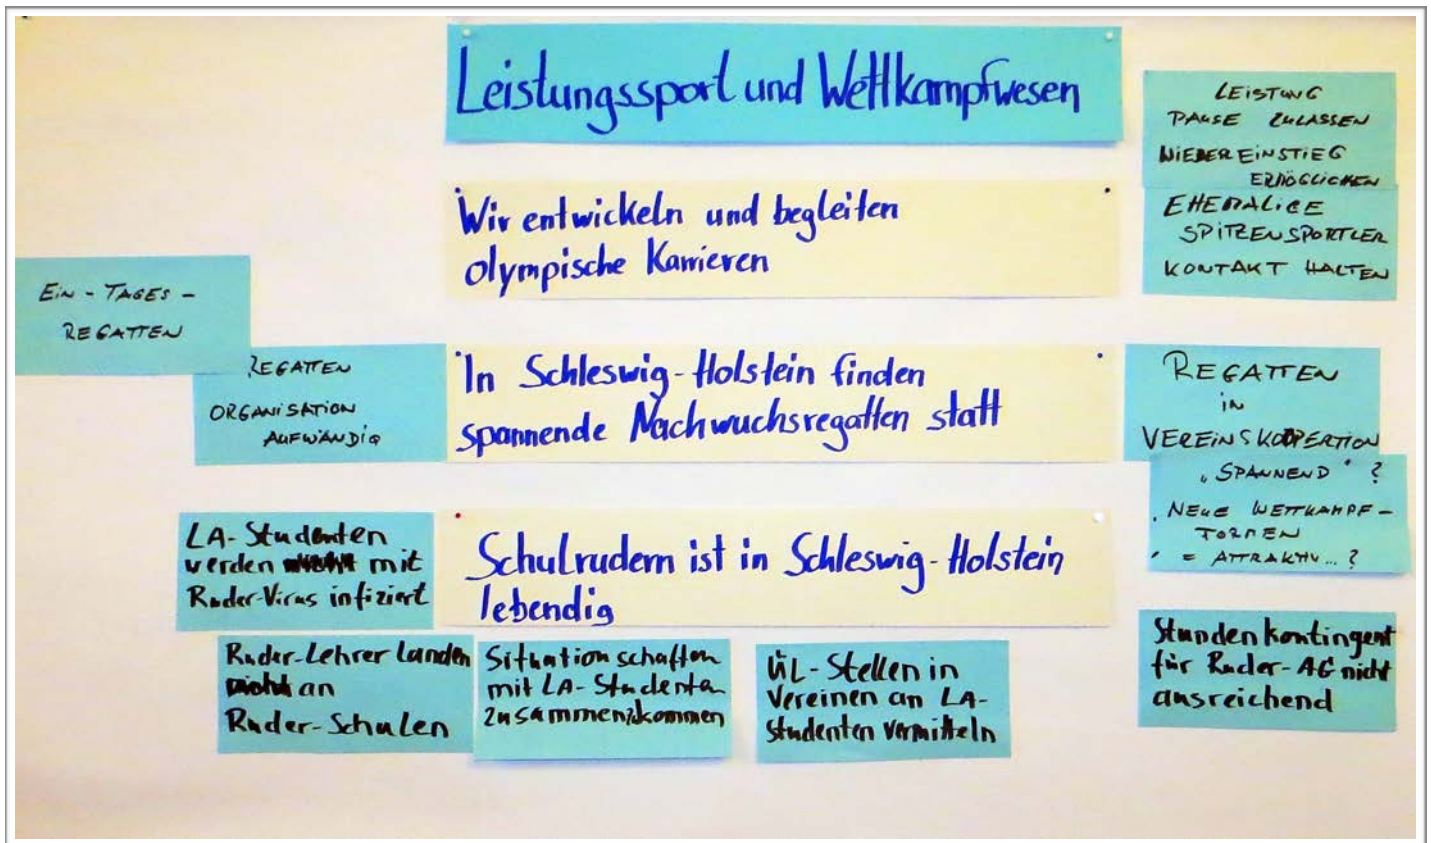 Leistungssport und Wettkampfwesen
LEISTUNG
PAUSE ZULASSEN
WIEDEREINSTIEG
ERMÖGLICHEN
EHEMALIGE
SPITZENSPORTLER
KONTAKT HALTEN
Wir entwickeln und begleiten
olympische Karrieren
EIN-TAGES-
REGATTEN
REGATTEN
ORGANISATION
AUFWÄNDIG
In Schleswig-Holstein finden
spannende Nachwuchsregatten statt
REGATTEN
in
VEREINSKOOPERTION
"SPANNEND" ?
NEUE WETTKAMPF-
FORMEN
= ATTRAKTIV...?
LA-Studenten
werden mit
Ruder-Virus infiziert
Schulrudern ist in Schleswig-Holstein
lebendig
Ruder-Lehrer landen
an
Ruder-Schulen
Situation schaffen
mit LA-Studenten
zusammenzukommen
ÜL-Stellen in
Vereinen an LA-
Studenten vermitteln
Stundenkontingent
für Ruder-AG nicht
ausreichend